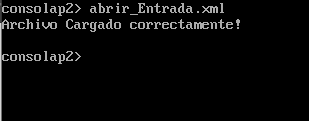 consolap2> abrir_Entrada.xml
Archivo Cargado correctamente!
consolap2>